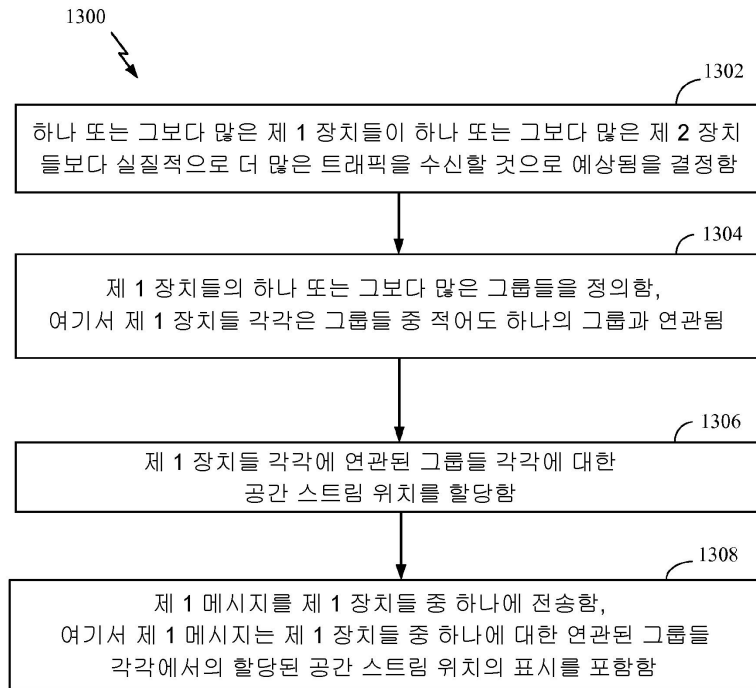 1300
1302
하나 또는 그보다 많은 제 1 장치들이 하나 또는 그보다 많은 제 2 장치
들보다 실질적으로 더 많은 트래픽을 수신할 것으로 예상됨을 결정함
1304
제 1 장치들의 하나 또는 그보다 많은 그룹들을 정의함,
여기서 제 1 장치들 각각은 그룹들 중 적어도 하나의 그룹과 연관됨
1306
제 1 장치들 각각에 연관된 그룹들 각각에 대한
공간 스트림 위치를 할당함
1308
제 1 메시지를 제 1 장치들 중 하나에 전송함,
여기서 제 1 메시지는 제 1 장치들 중 하나에 대한 연관된 그룹들
각각에서의 할당된 공간 스트림 위치의 표시를 포함함